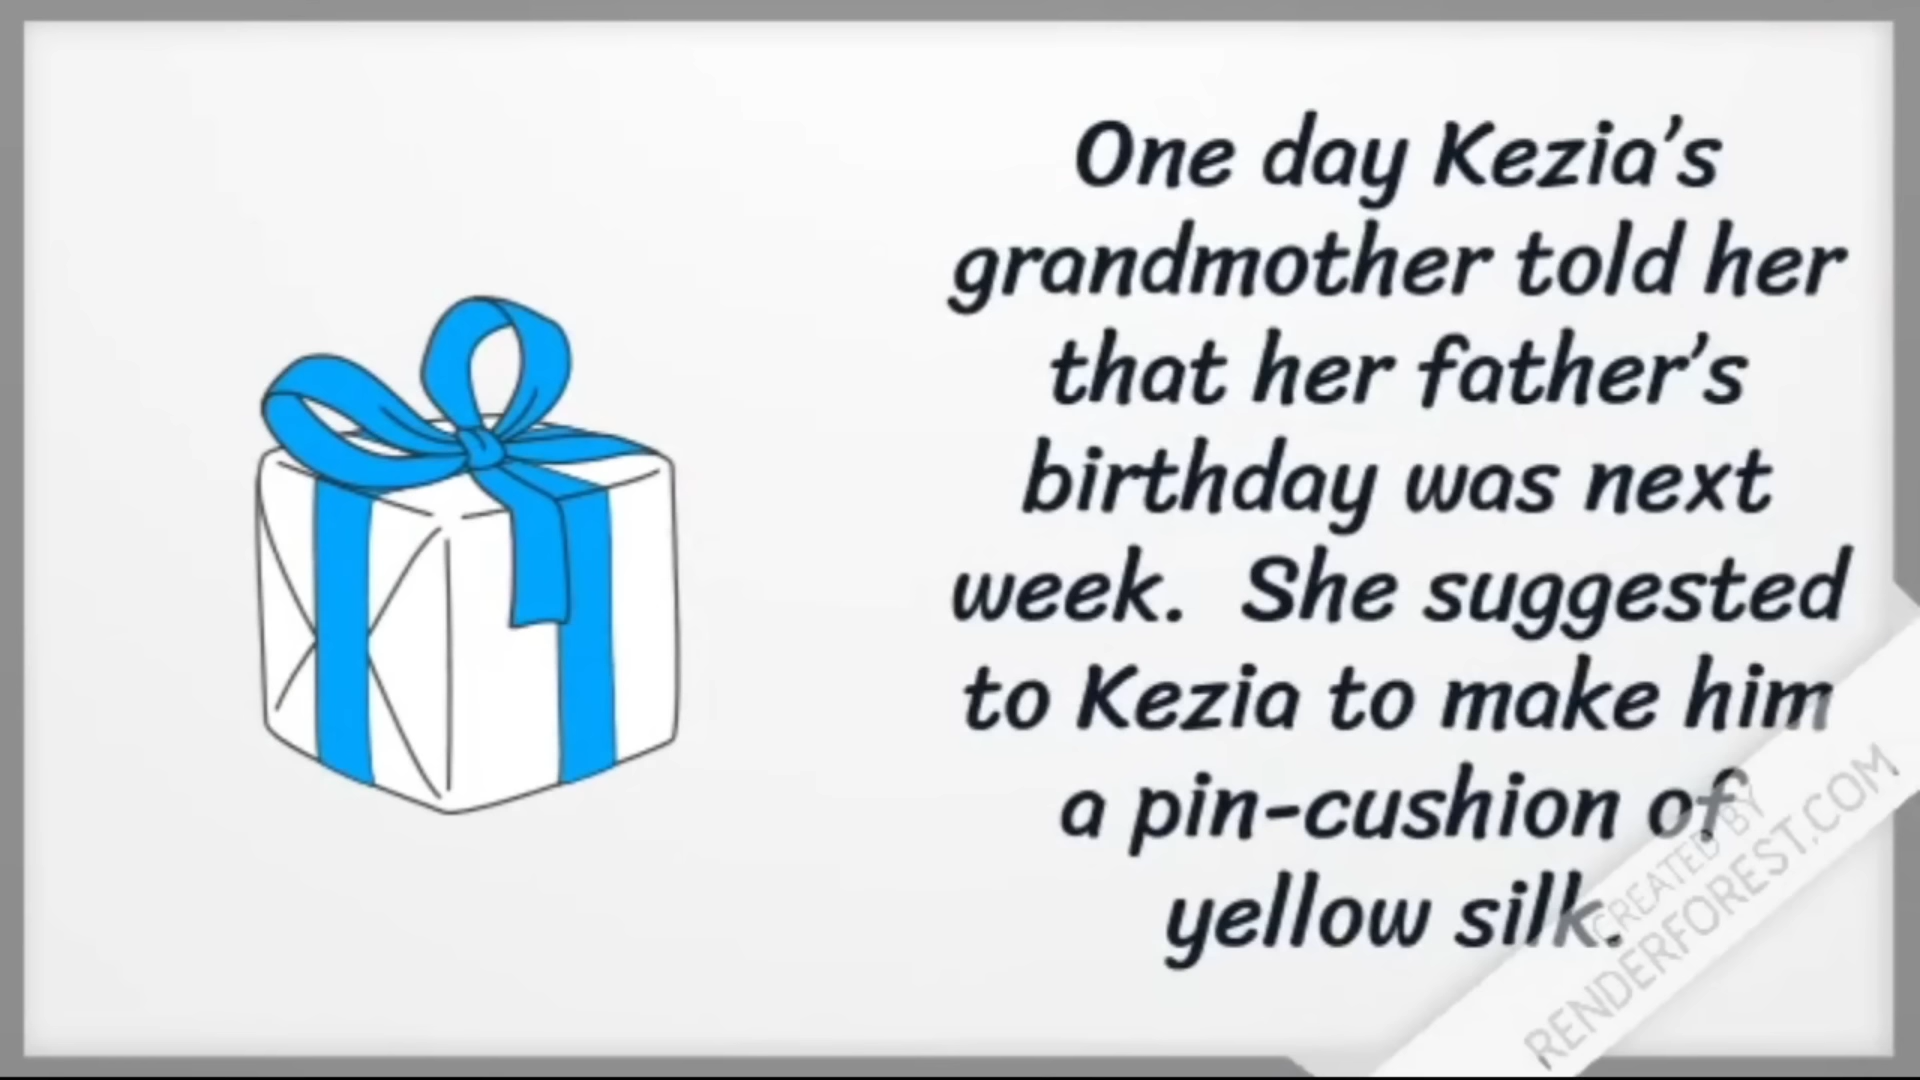 One day Kezia’s
grandmother told her
that her father’s
birthday was next
week.  She suggested
to Kezia to make him
a pin-cushion of
yellow silk.
CREATED BY
RENDERFOREST.COM